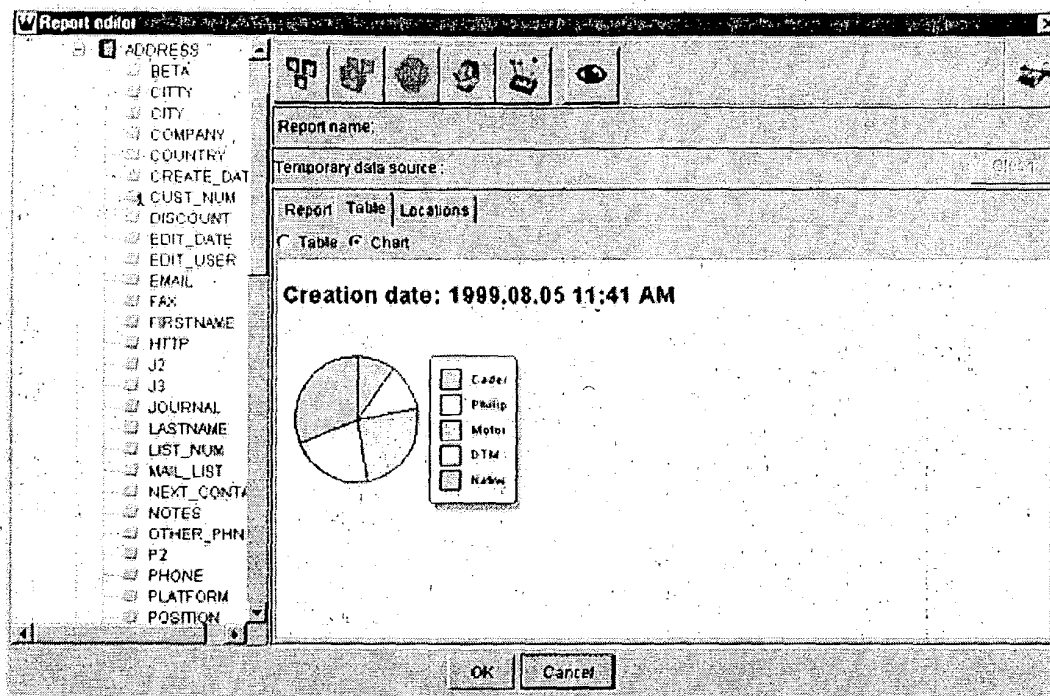 Report editor
ADDRESS
BETA
CITTY
CITY
COMPANY
COUNTRY
CREATE_DAT
CUST_NUM
DISCOUNT
EDIT_DATE
EDIT_USER
EMAIL
FAX
FIRSTNAME
HTTP
J2
J3
JOURNAL
LASTNAME
LIST_NUM
MAIL_LIST
NEXT_CONTA
NOTES
OTHER_PHN
P2
PHONE
PLATFORM
POSITION
Report name:
Temporary data source :
Report Table Locations
Table Chart
Creation date: 1999.08.05 11:41 AM
Philip
Motor
DTM
OK Cancel